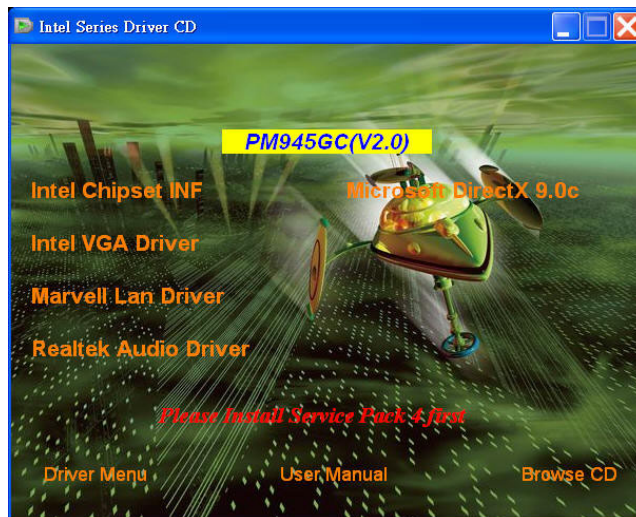 Intel Series Driver CD
PM945GC(V2.0)
Intel Chipset INF
Microsoft DirectX 9.0c
Intel VGA Driver
Marvell Lan Driver
Realtek Audio Driver
Please Install Service Pack 4 first
Driver Menu
User Manual
Browse CD